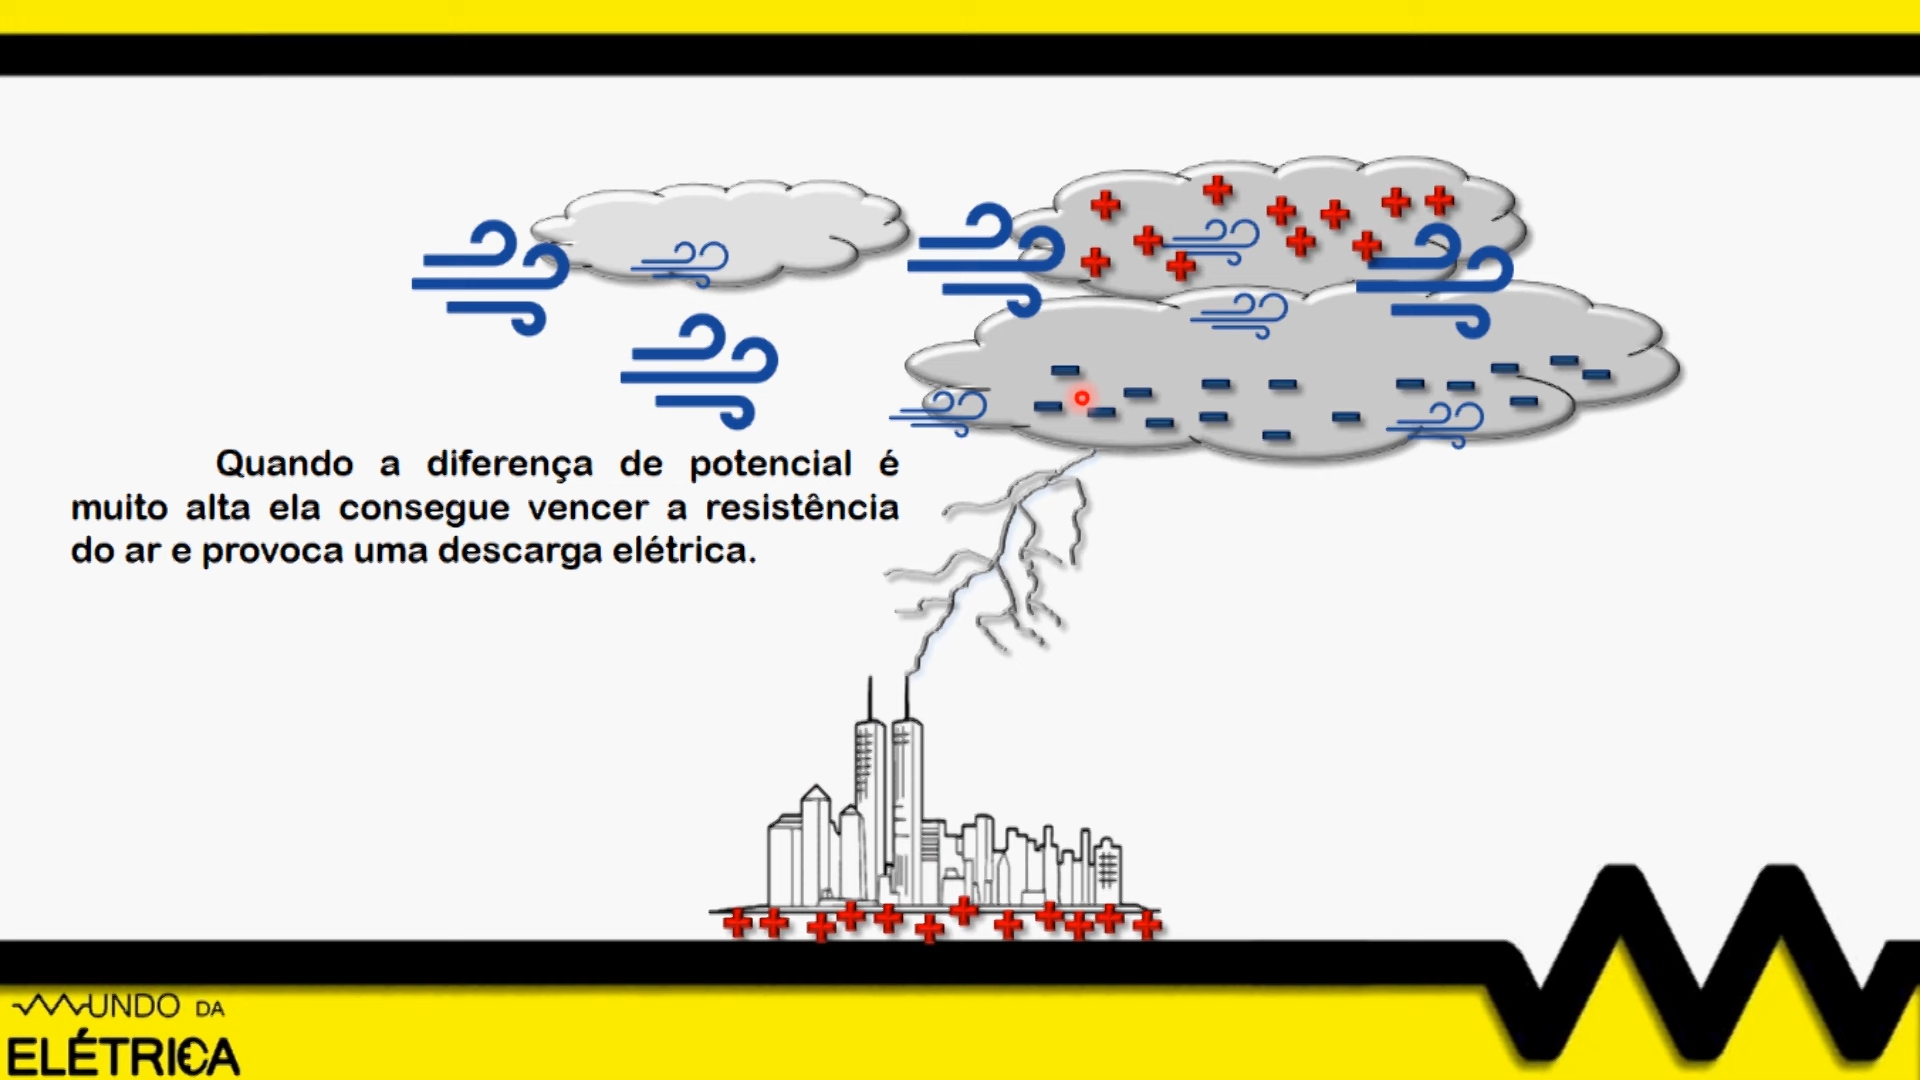 Quando a diferença de potencial é
muito alta ela consegue vencer a resistência
do ar e provoca uma descarga elétrica.
MUNDO DA
ELÉTRICA